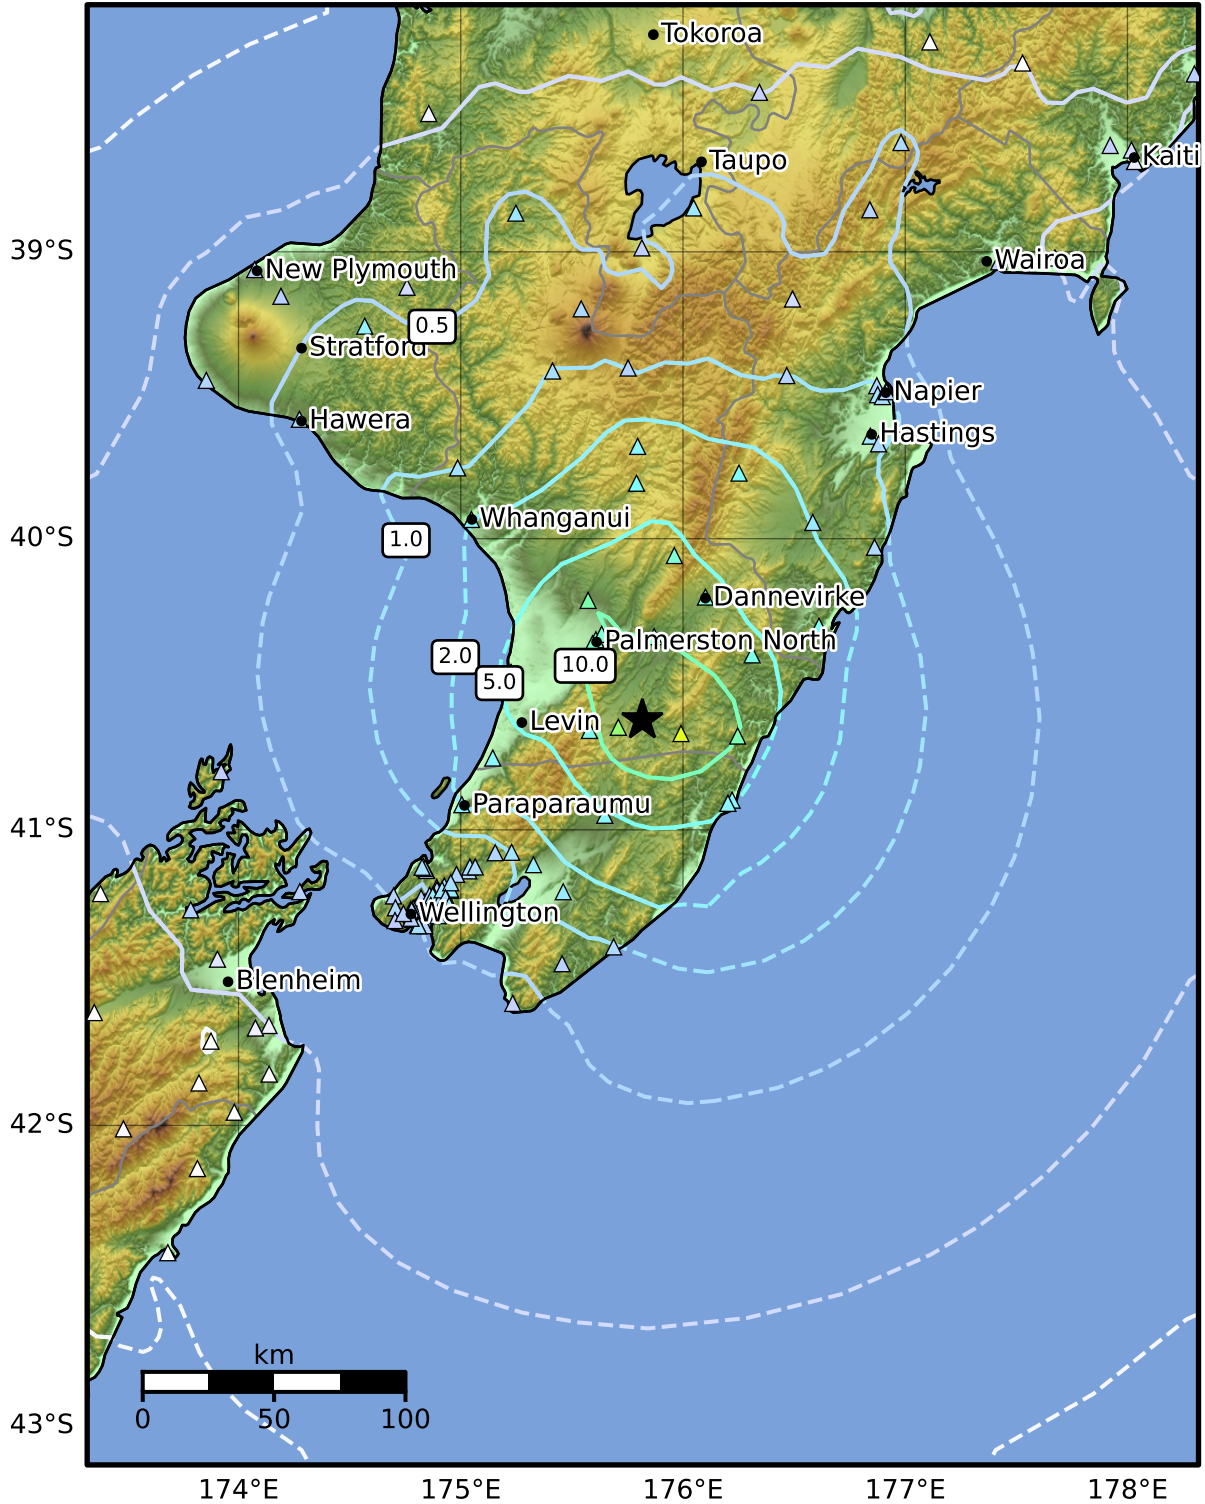 Tokoroa
Taupo
Kaiti
39°S
New Plymouth
Wairoa
0.5
Stratford
Napier
Hawera
Hastings
Whanganui
40°S
1.0
Dannevirke
Palmerston North
2.0
10.0
5.0
Levin
Paraparaumu
41°S
Wellington
Blenheim
42°S
km
0 50 100
43°S
174°E 175°E 176°E 177°E 178°E